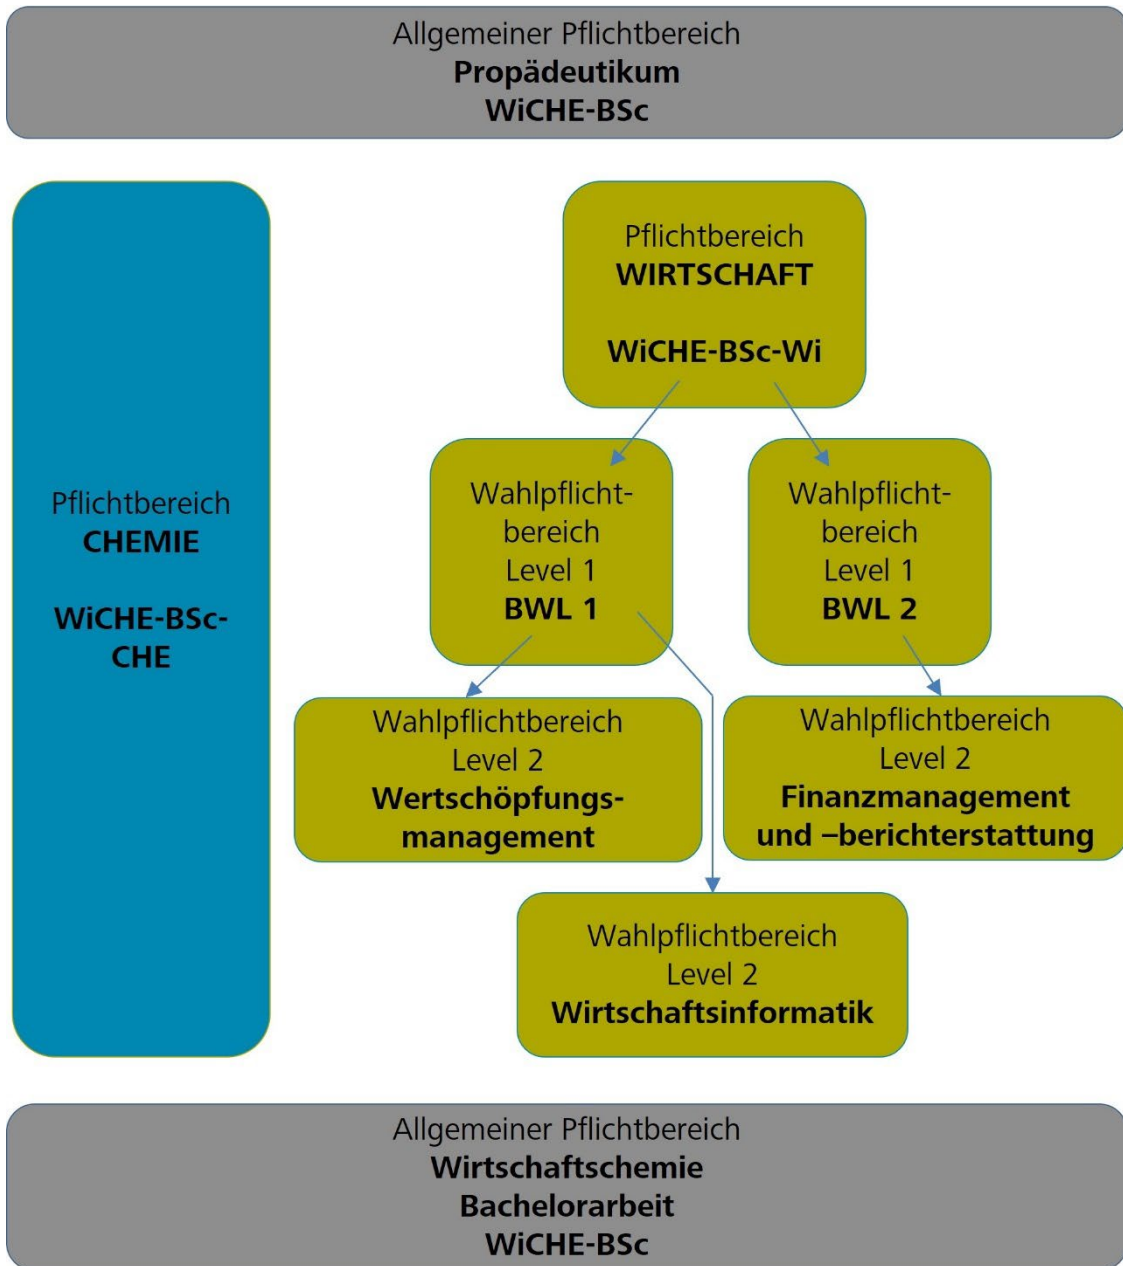 Allgemeiner Pflichtbereich
Propädeutikum
WiCHE-BSc
Pflichtbereich
CHEMIE
WiCHE-BSc-
CHE
Pflichtbereich
WIRTSCHAFT
WiCHE-BSc-Wi
Wahlpflicht-
bereich
Level 1
BWL 1
Wahlpflicht-
bereich
Level 1
BWL 2
Wahlpflichtbereich
Level 2
Wertschöpfungs-
management
Wahlpflichtbereich
Level 2
Finanzmanagement
und –berichterstattung
Wahlpflichtbereich
Level 2
Wirtschaftsinformatik
Allgemeiner Pflichtbereich
Wirtschaftschemie
Bachelorarbeit
WiCHE-BSc